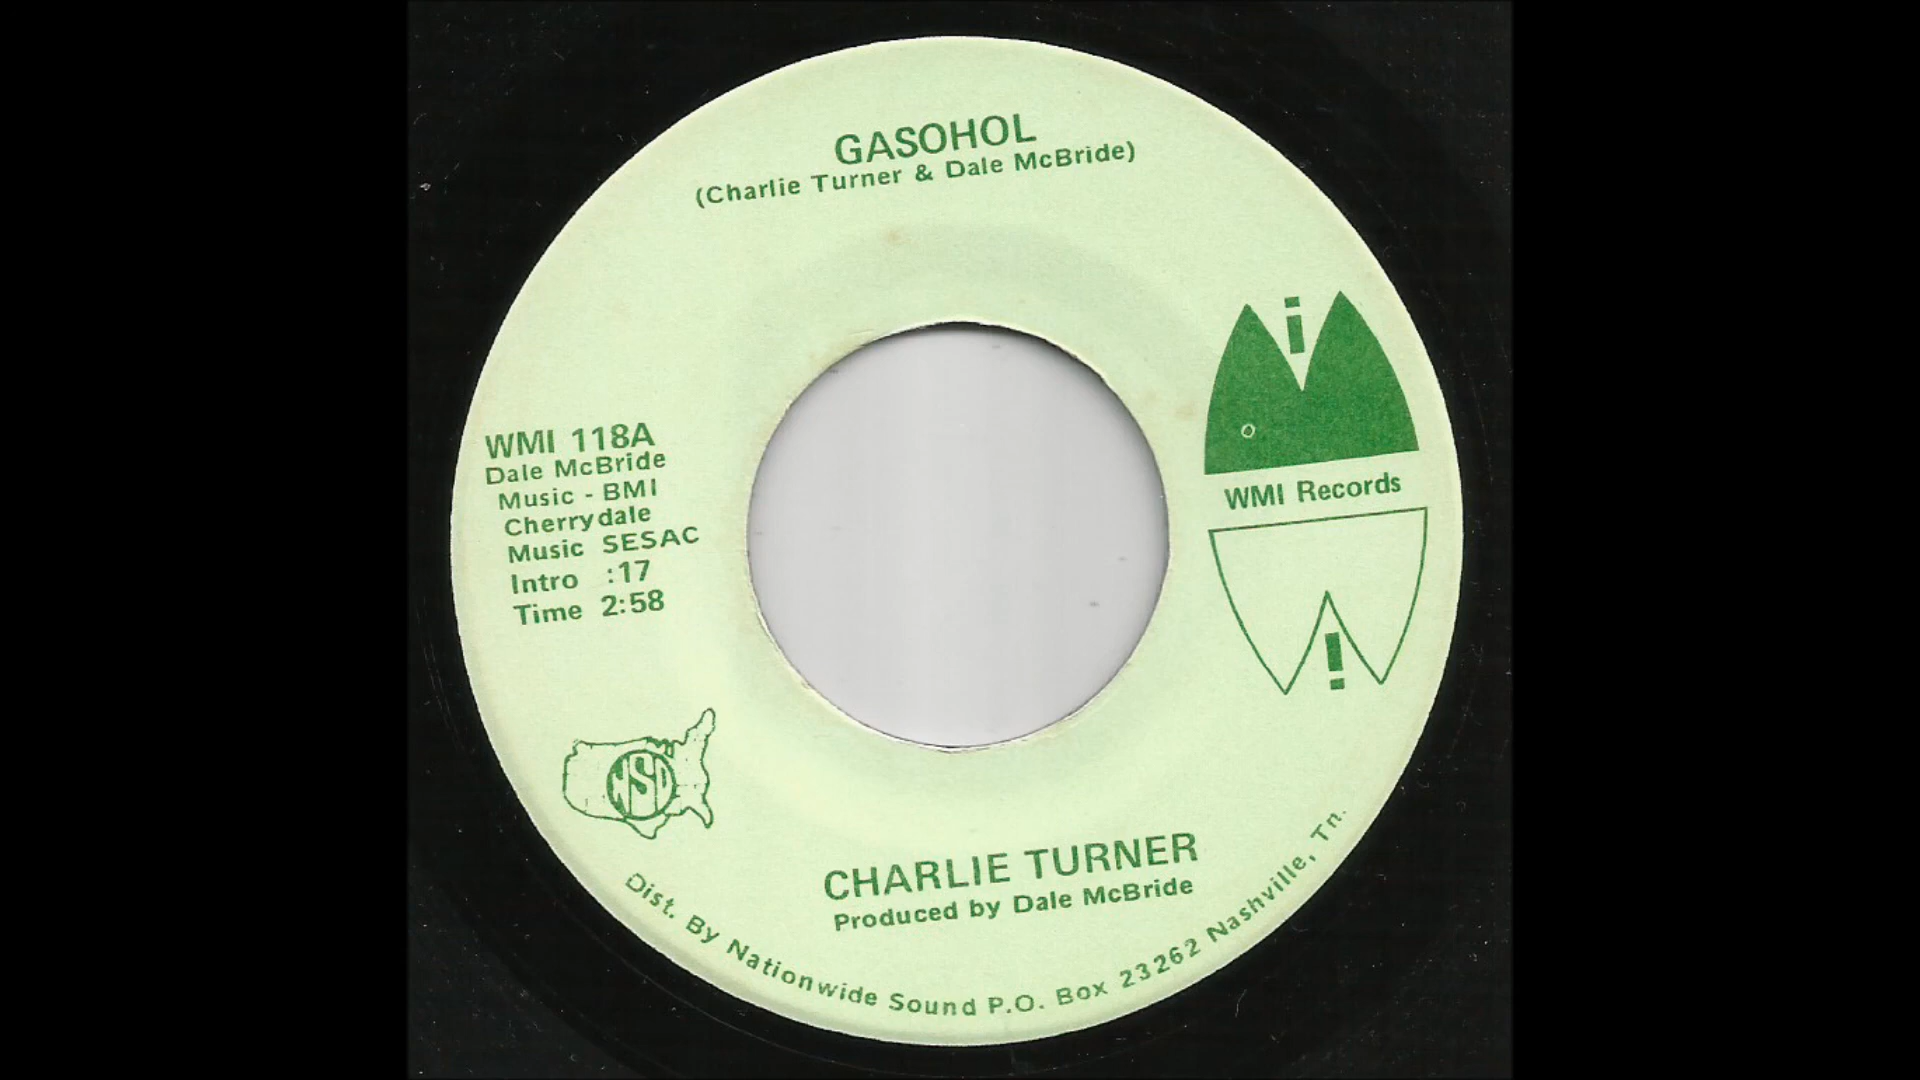 GASOHOL
(Charlie Turner & Dale McBride)
WMI 118A
Dale McBride
Music - BMI
Cherrydale
Music SESAC
Intro :17
Time 2:58
WMI Records
CHARLIE TURNER
Produced by Dale McBride
Dist. By Nationwide Sound P.O. Box 23262 Nashville, Tn.